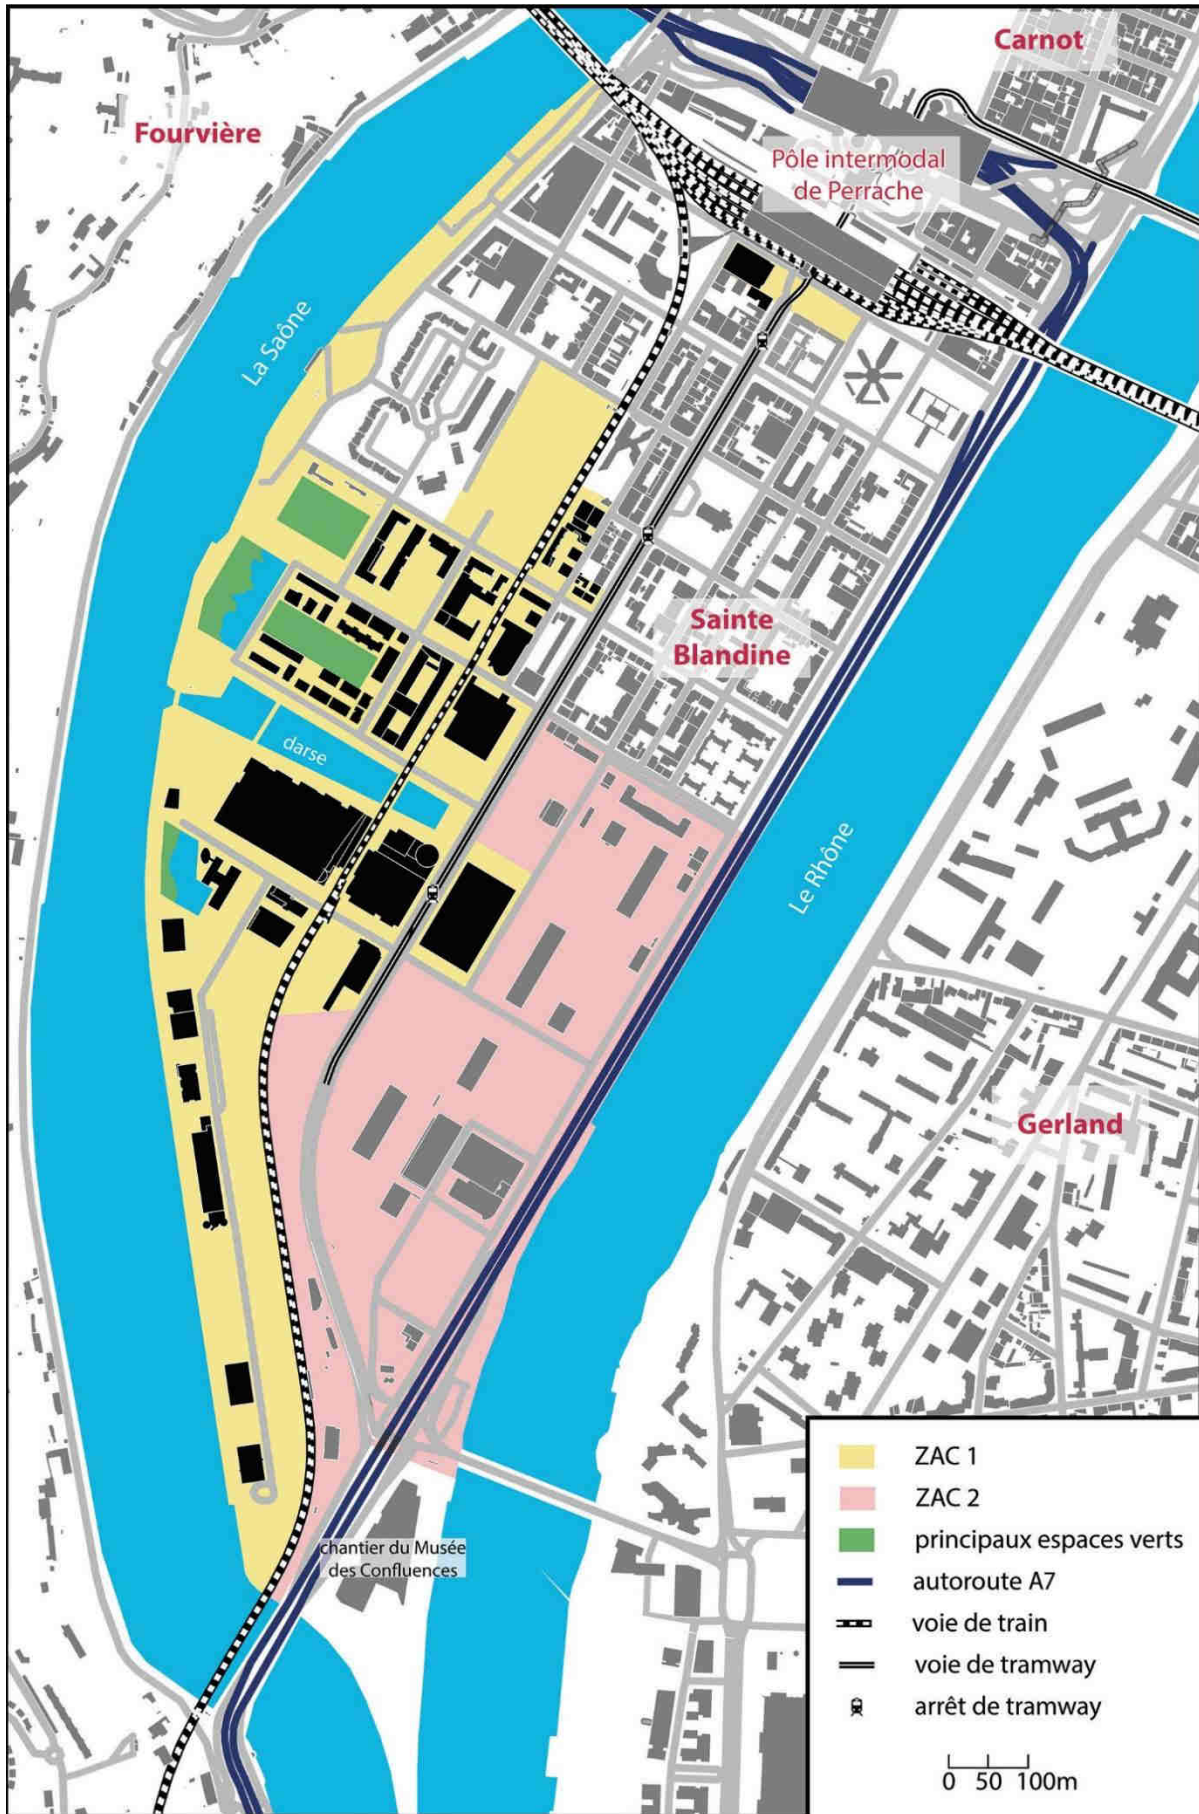 Carnot
Fourvière
Pôle intermodal
de Perrache
La Saône
Sainte
Blandine
darse
Le Rhône
Gerland
chantier du Musée
des Confluences
ZAC 1
ZAC 2
principaux espaces verts
autoroute A7
voie de train
voie de tramway
arrêt de tramway
0 50 100m